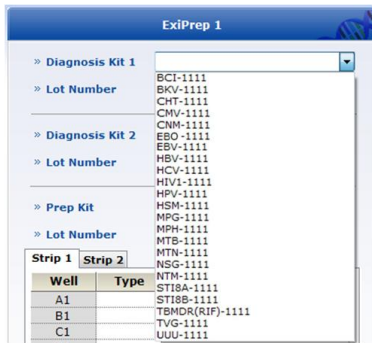 ExiPrep 1
» Diagnosis Kit 1
» Lot Number
» Diagnosis Kit 2
» Lot Number
» Prep Kit
» Lot Number
BCI-1111
BKV-1111
CHT-1111
CMV-1111
CNM-1111
EBO -1111
EBV-1111
HBV-1111
HCV-1111
HIV1-1111
HPV-1111
HSM-1111
MPG-1111
MPH-1111
MTB-1111
MTN-1111
NSG-1111
NTM-1111
STI8A-1111
STI8B-1111
TBMDR(RIF)-1111
TVG-1111
UUU-1111
Strip 1 Strip 2
Well Type
A1
B1
C1